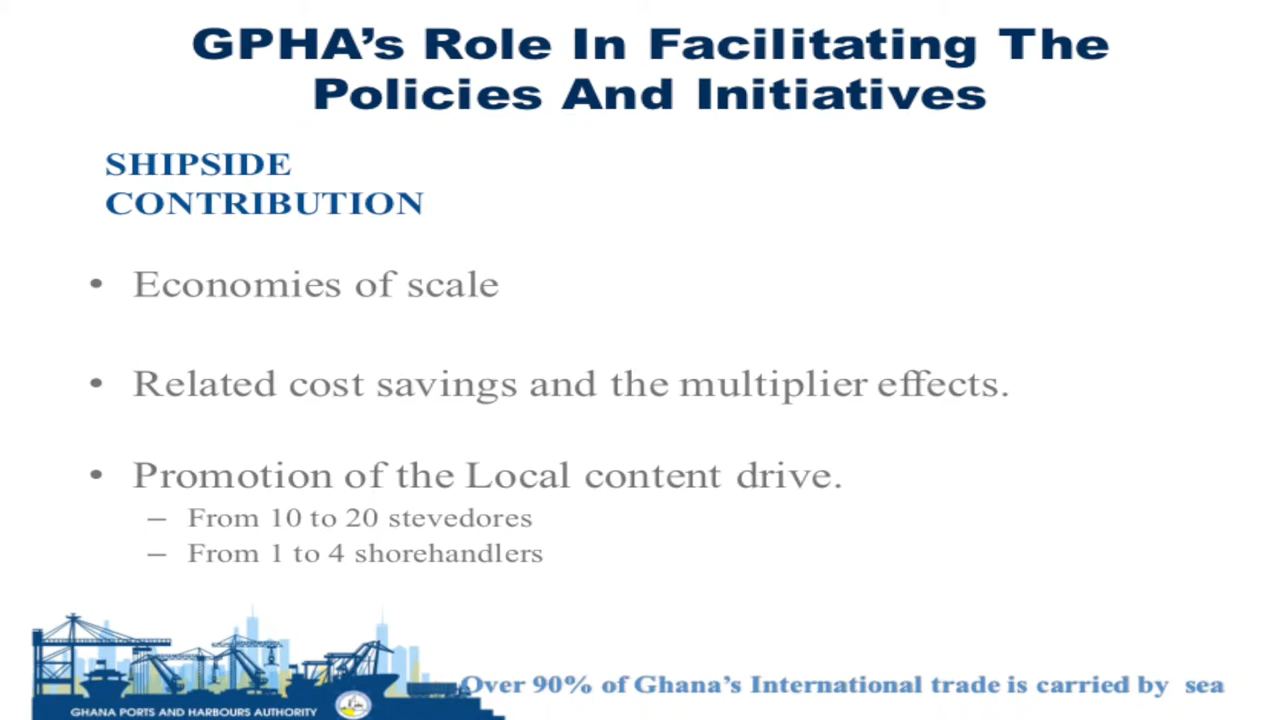 GPHA’s Role In Facilitating The
Policies And Initiatives
SHIPSIDE
CONTRIBUTION
• Economies of scale
• Related cost savings and the multiplier effects.
• Promotion of the Local content drive.
– From 10 to 20 stevedores
– From 1 to 4 shorehandlers
Over 90% of Ghana’s International trade is carried by sea
GHANA PORTS AND HARBOURS AUTHORITY